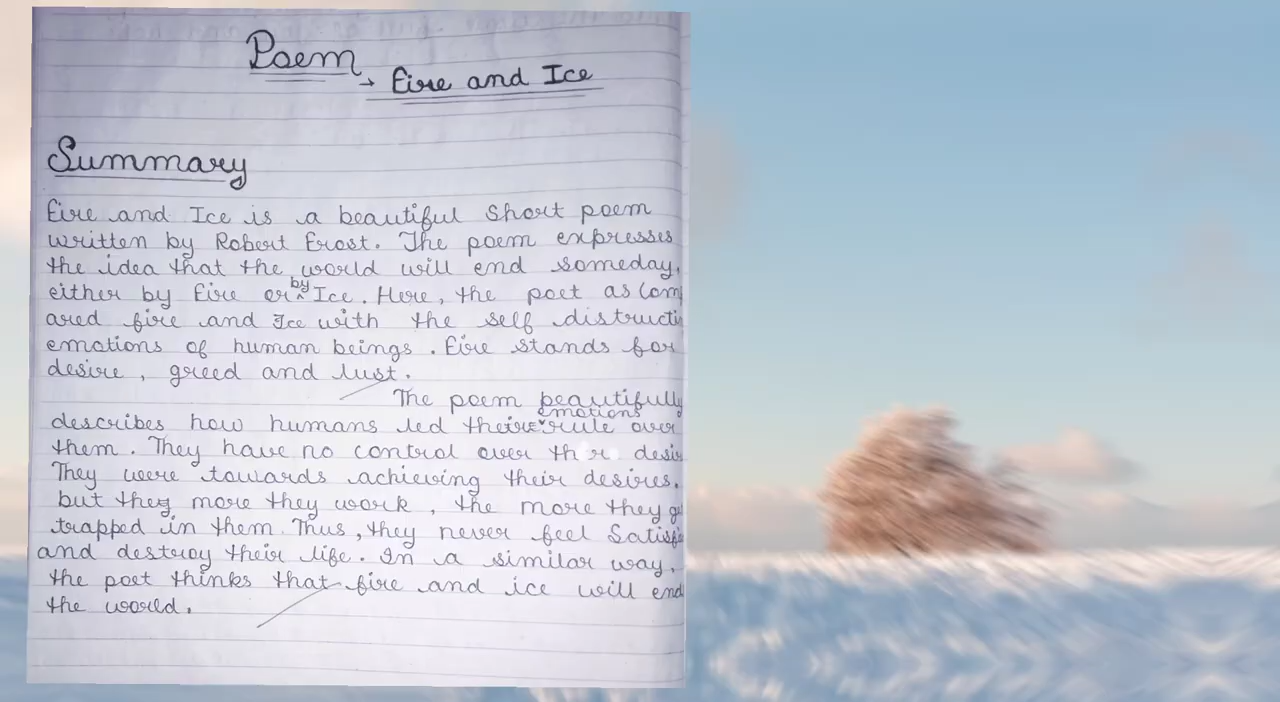 Poem
→ Fire and Ice
Summary
Fire and Ice is a beautiful short poem
written by Robert Frost. The poem expresses
the idea that the world will end someday,
either by fire or by Ice. Here, the poet as Comp
ared fire and Ice with the self distructi
emotions of human beings. Fire stands for
desire, greed and lust.
The poem beautifully
describes how humans led their emotions rule over
them. They have no control over desir
They were towards achieving their desires.
but they more they work, the more they g
trapped in them. Thus, they never feel Satisfi
and destroy their life. In a similar way,
the poet thinks that fire and ice will end
the world.